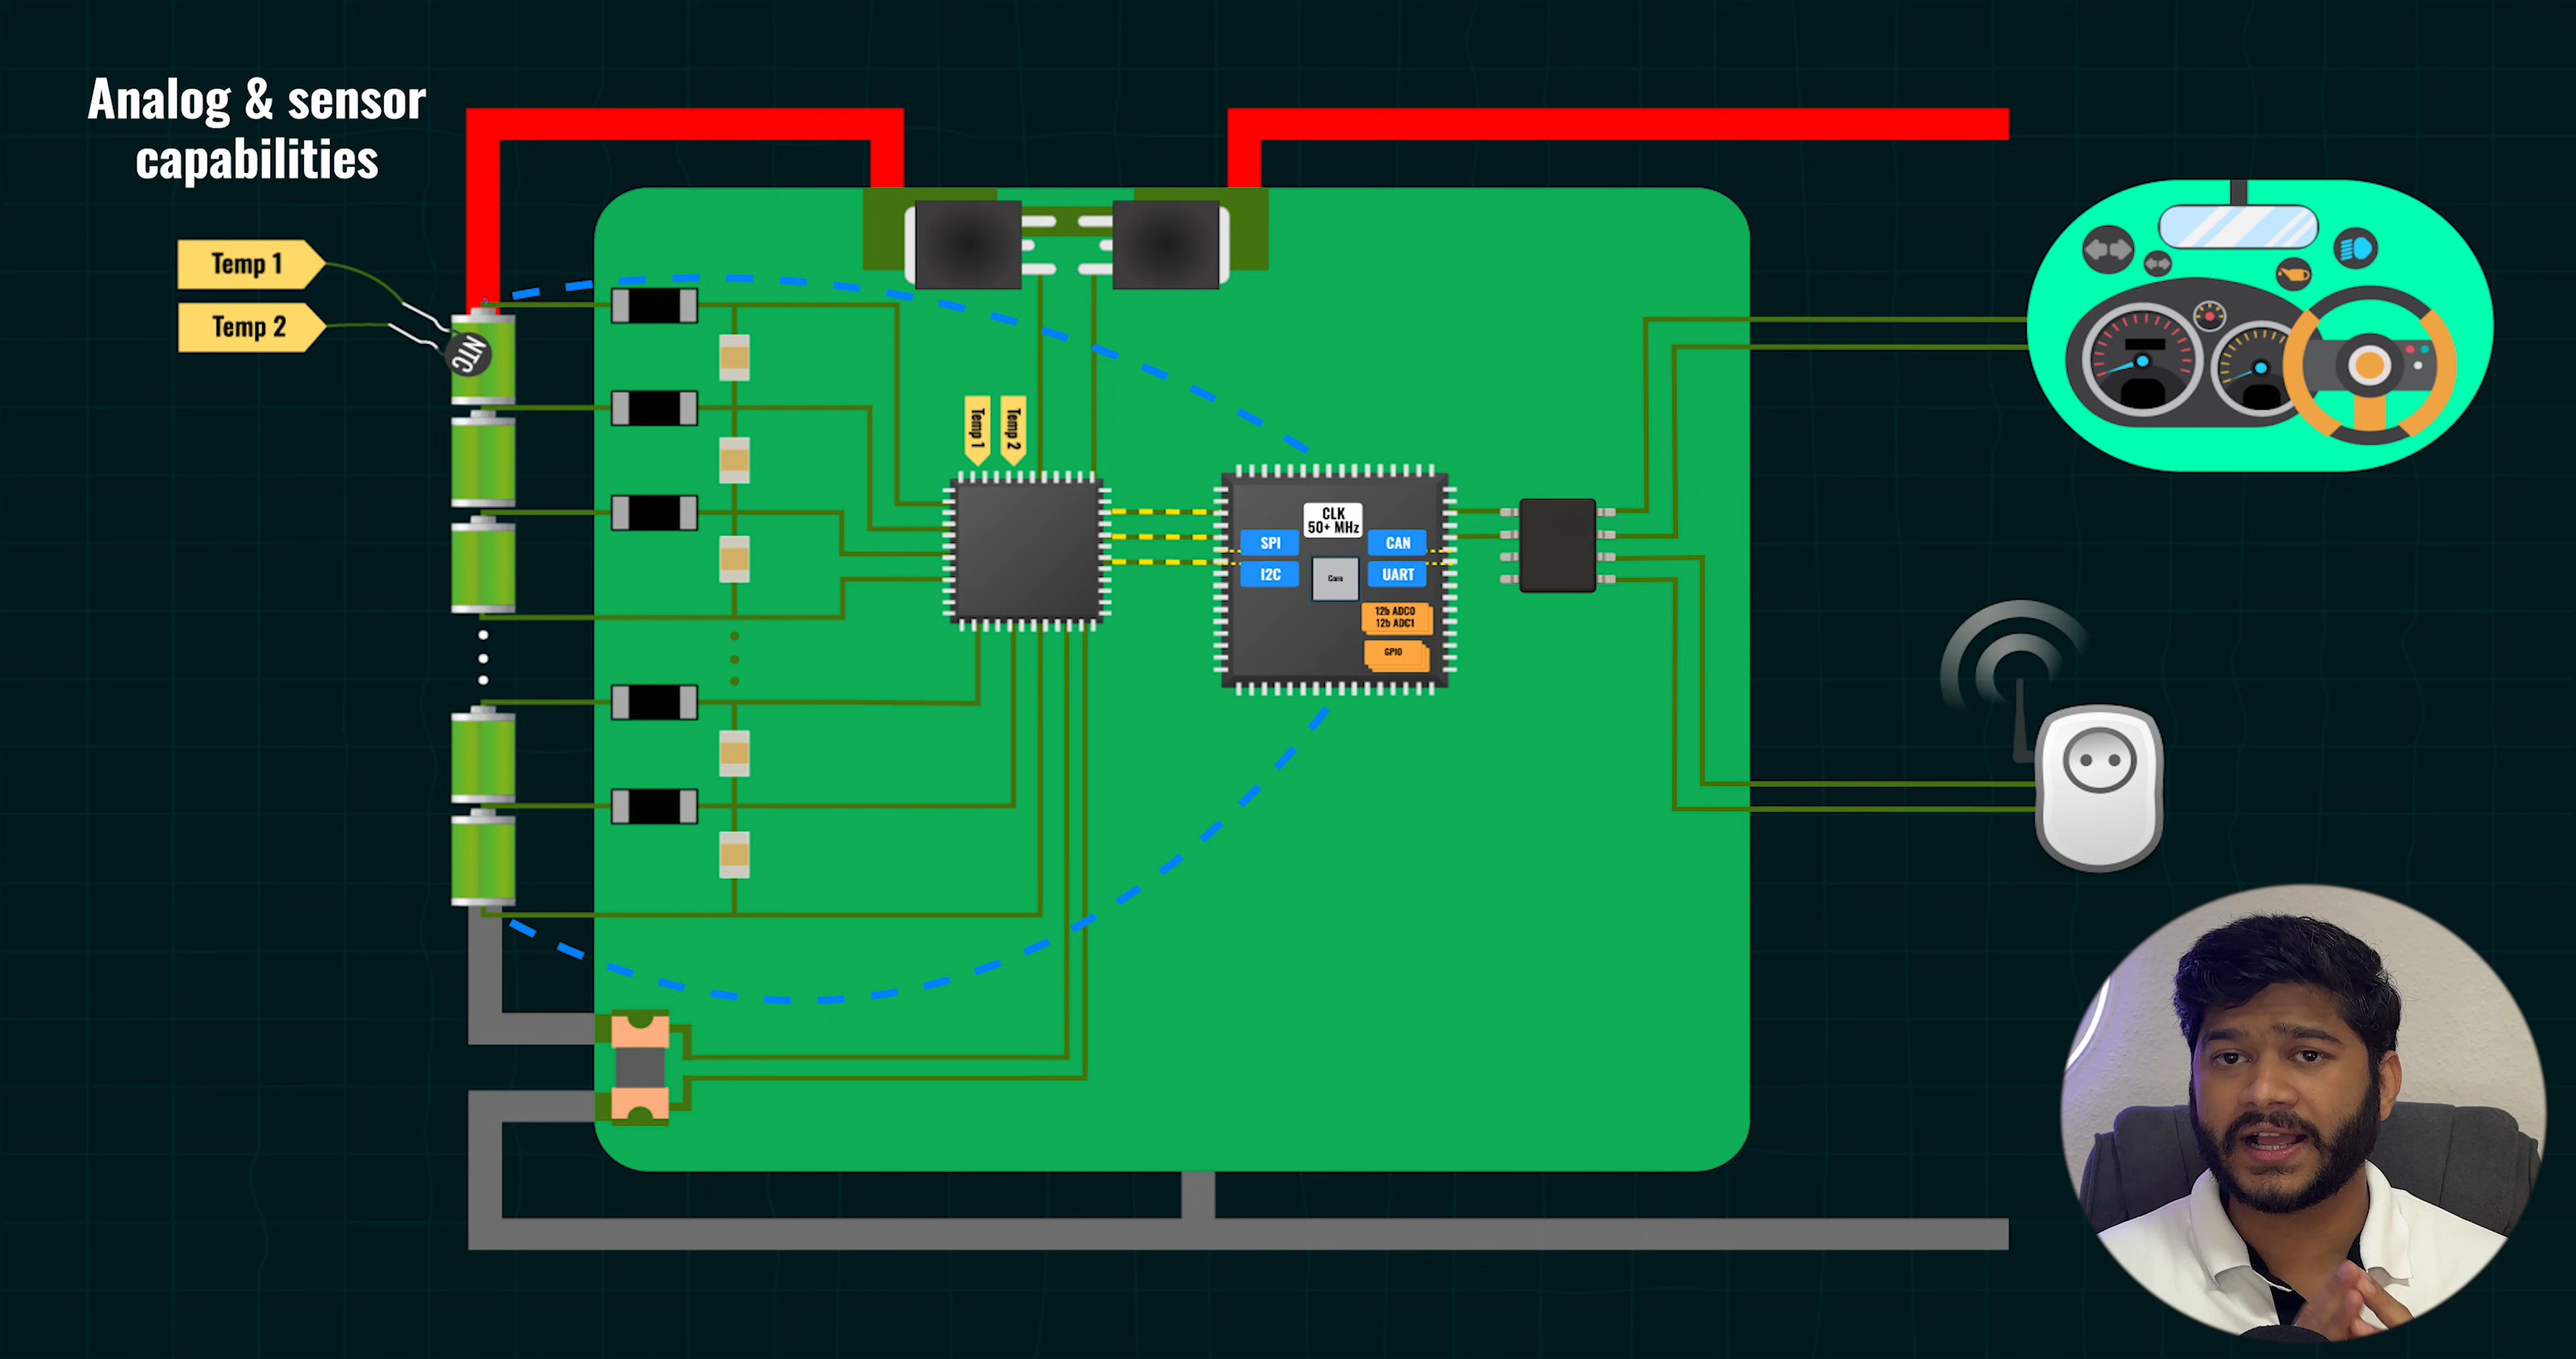 Analog & sensor
capabilities
Temp 1
Temp 2
NTC
Temp 1
Temp 2
CLK
50+ MHz
SPI
CAN
I2C
Core
UART
12b ADC0
12b ADC1
GPIO